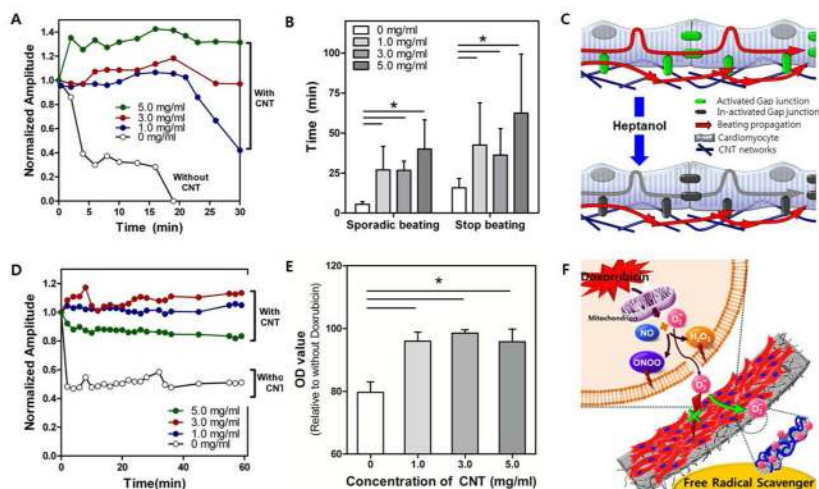 A
Normalized Amplitude
1.4
1.2
1.0
0.8
0.6
0.4
0.2
0.0
5.0 mg/ml
3.0 mg/ml
1.0 mg/ml
0 mg/ml
With
CNT
Without
CNT
0 5 10 15 20 25 30
Time (min)
B
Time (min)
100
75
50
25
0
0 mg/ml
1.0 mg/ml
3.0 mg/ml
5.0 mg/ml
*
*
Sporadic beating
Stop beating
C
Heptanol
Activated Gap Junction
In-activated Gap Junction
Beating propagation
Cardiomyocyte
CNT networks
D
Normalized Amplitude
1.2
1.0
0.8
0.6
0.4
With
CNT
Witho
CNT
5.0 mg/ml
3.0 mg/ml
1.0 mg/ml
0 mg/ml
0 20 40 60
Time(min)
E
OD value
(Relative to without Doxrubicin)
120
100
80
60
*
0 1.0 3.0 5.0
Concentration of CNT (mg/ml)
F
Doxorubicin
Mitochondrion
NO
O₂⁻
H₂O₂
ONOO
O₂⁻
O₂⁻
Free Radical Scavenger